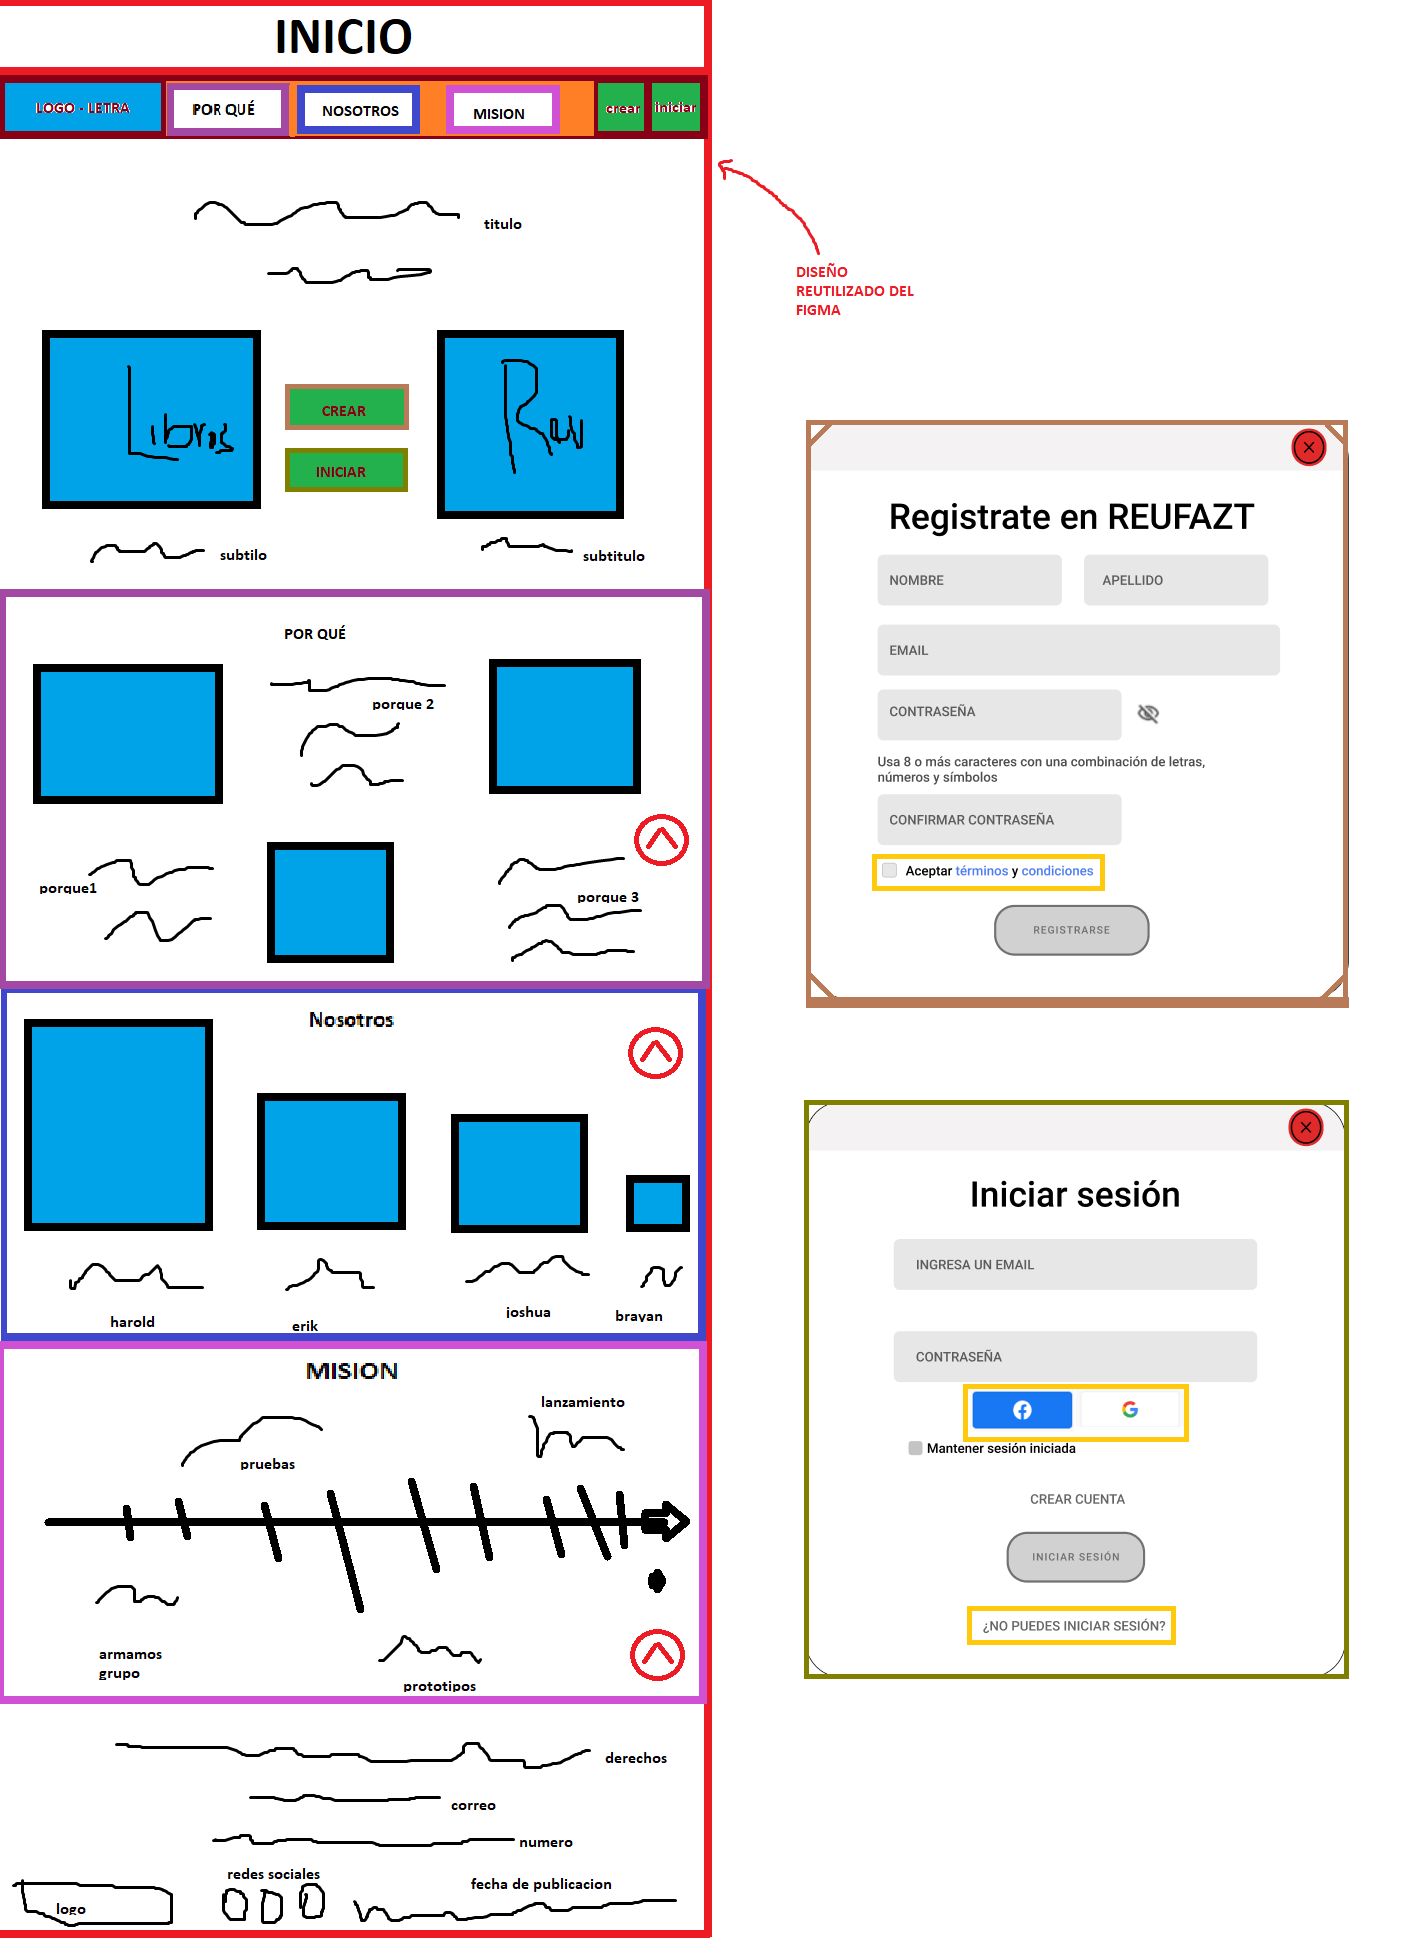 INICIO
LOGO - LETRA
POR QUÉ
NOSOTROS
MISION
crear
iniciar
titulo
DISEÑO
REUTILIZADO DEL
FIGMA
Libros
CREAR
INICIAR
subtilo
subtitulo
POR QUÉ
porque 2
porque1
porque 3
Nosotros
harold
erik
joshua
brayan
MISION
lanzamiento
pruebas
armamos
grupo
prototipos
derechos
correo
numero
redes sociales
fecha de publicacion
logo
Registrate en REUFAZT
NOMBRE
APELLIDO
EMAIL
CONTRASEÑA
Usa 8 o más caracteres con una combinación de letras,
números y símbolos
CONFIRMAR CONTRASEÑA
Aceptar términos y condiciones
REGISTRARSE
Iniciar sesión
INGRESA UN EMAIL
CONTRASEÑA
Mantener sesión iniciada
CREAR CUENTA
INICIAR SESIÓN
¿NO PUEDES INICIAR SESIÓN?